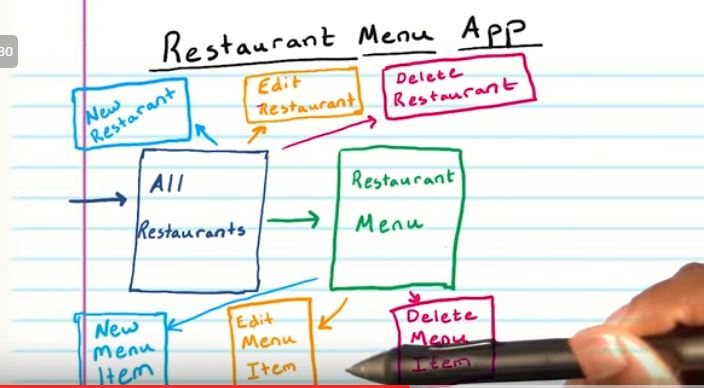 30
Restaurant Menu App
New
Restarant
Edit
Restaurant
Delete
Restaurant
All
Restaurants
Restaurant
Menu
New
Menu
Item
Edit
Menu
Item
Delete
Menu
Item